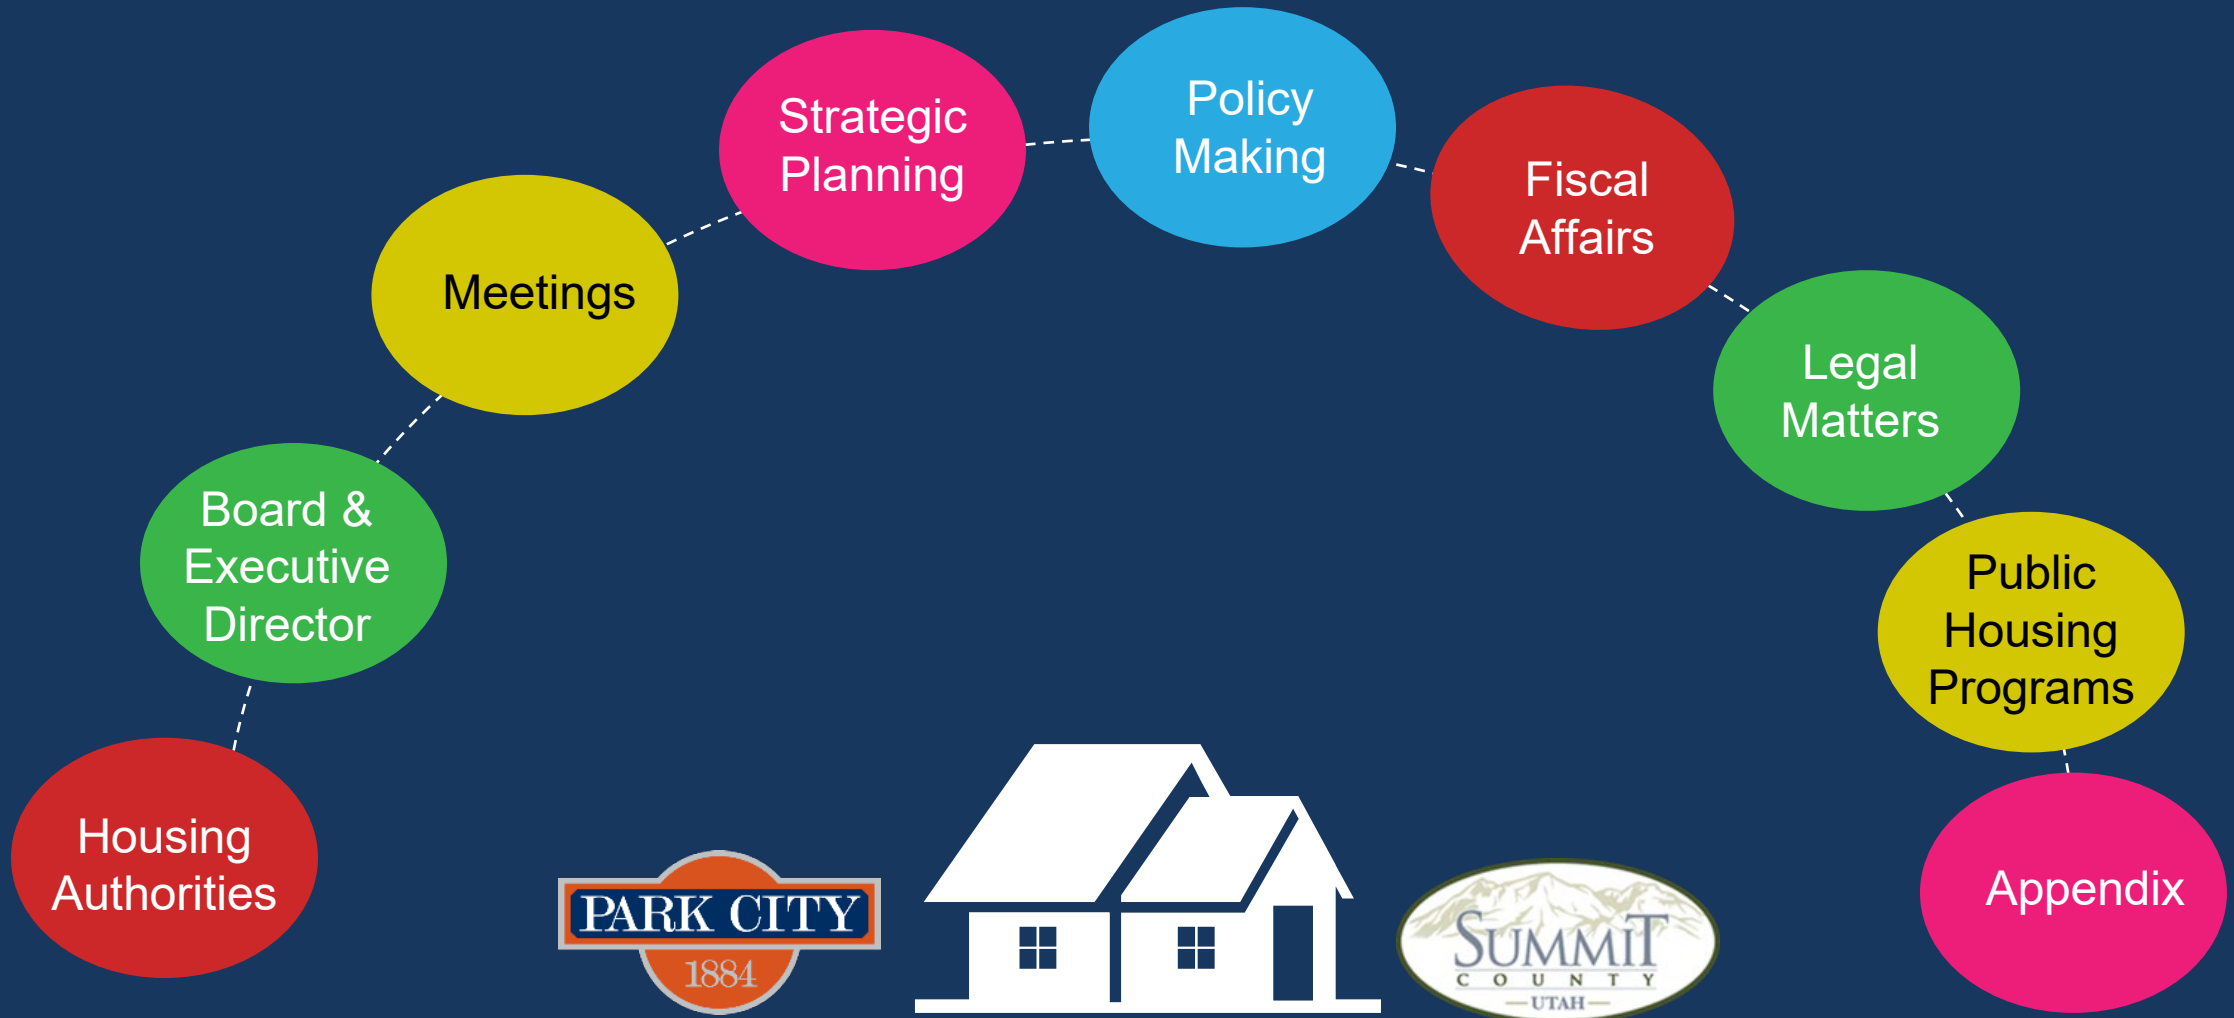 Housing
Authorities
Board &
Executive
Director
Meetings
Strategic
Planning
Policy
Making
Fiscal
Affairs
Legal
Matters
Public
Housing
Programs
Appendix
PARK CITY
1884
SUMMIT
COUNTY
UTAH